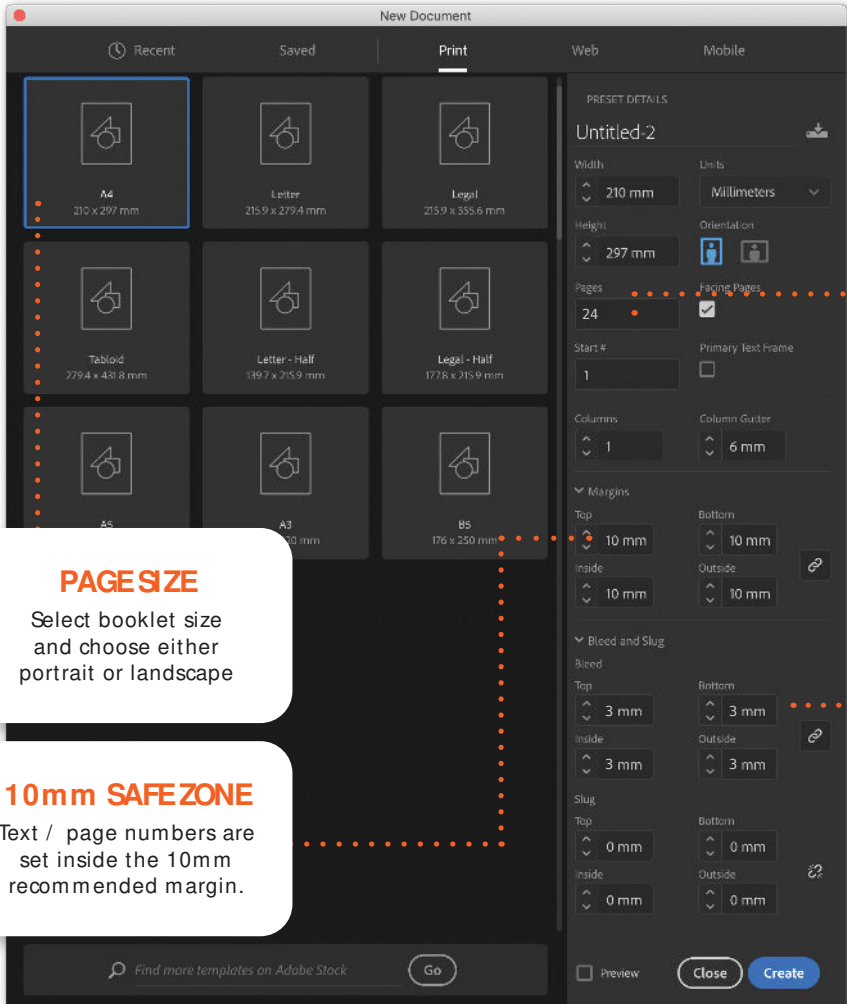 New Document
Recent Saved Print Web Mobile
A4
210 x 297 mm
Letter
215.9 x 279.4 mm
Legal
215.9 x 355.6 mm
Tabloid
279.4 x 431.8 mm
Letter - Half
139.7 x 215.9 mm
Legal - Half
177.8 x 215.9 mm
A5
A3
20 mm
B5
176 x 250 mm
PAGE SIZE
Select booklet size
and choose either
portrait or landscape
10mm SAFE ZONE
Text / page numbers are
set inside the 10mm
recommended margin.
Find more templates on Adobe Stock
Go
PRESET DETAILS
Untitled-2
Width Units
210 mm Millimeters
Height Orientation
297 mm
Pages Facing Pages
24
Start # Primary Text Frame
1
Columns Column Gutter
1 6 mm
Margins
Top Bottom
10 mm 10 mm
Inside Outside
10 mm 10 mm
Bleed and Slug
Bleed
Top Bottom
3 mm 3 mm
Inside Outside
3 mm 3 mm
Slug
Top Bottom
0 mm 0 mm
Inside Outside
0 mm 0 mm
Preview Close Create